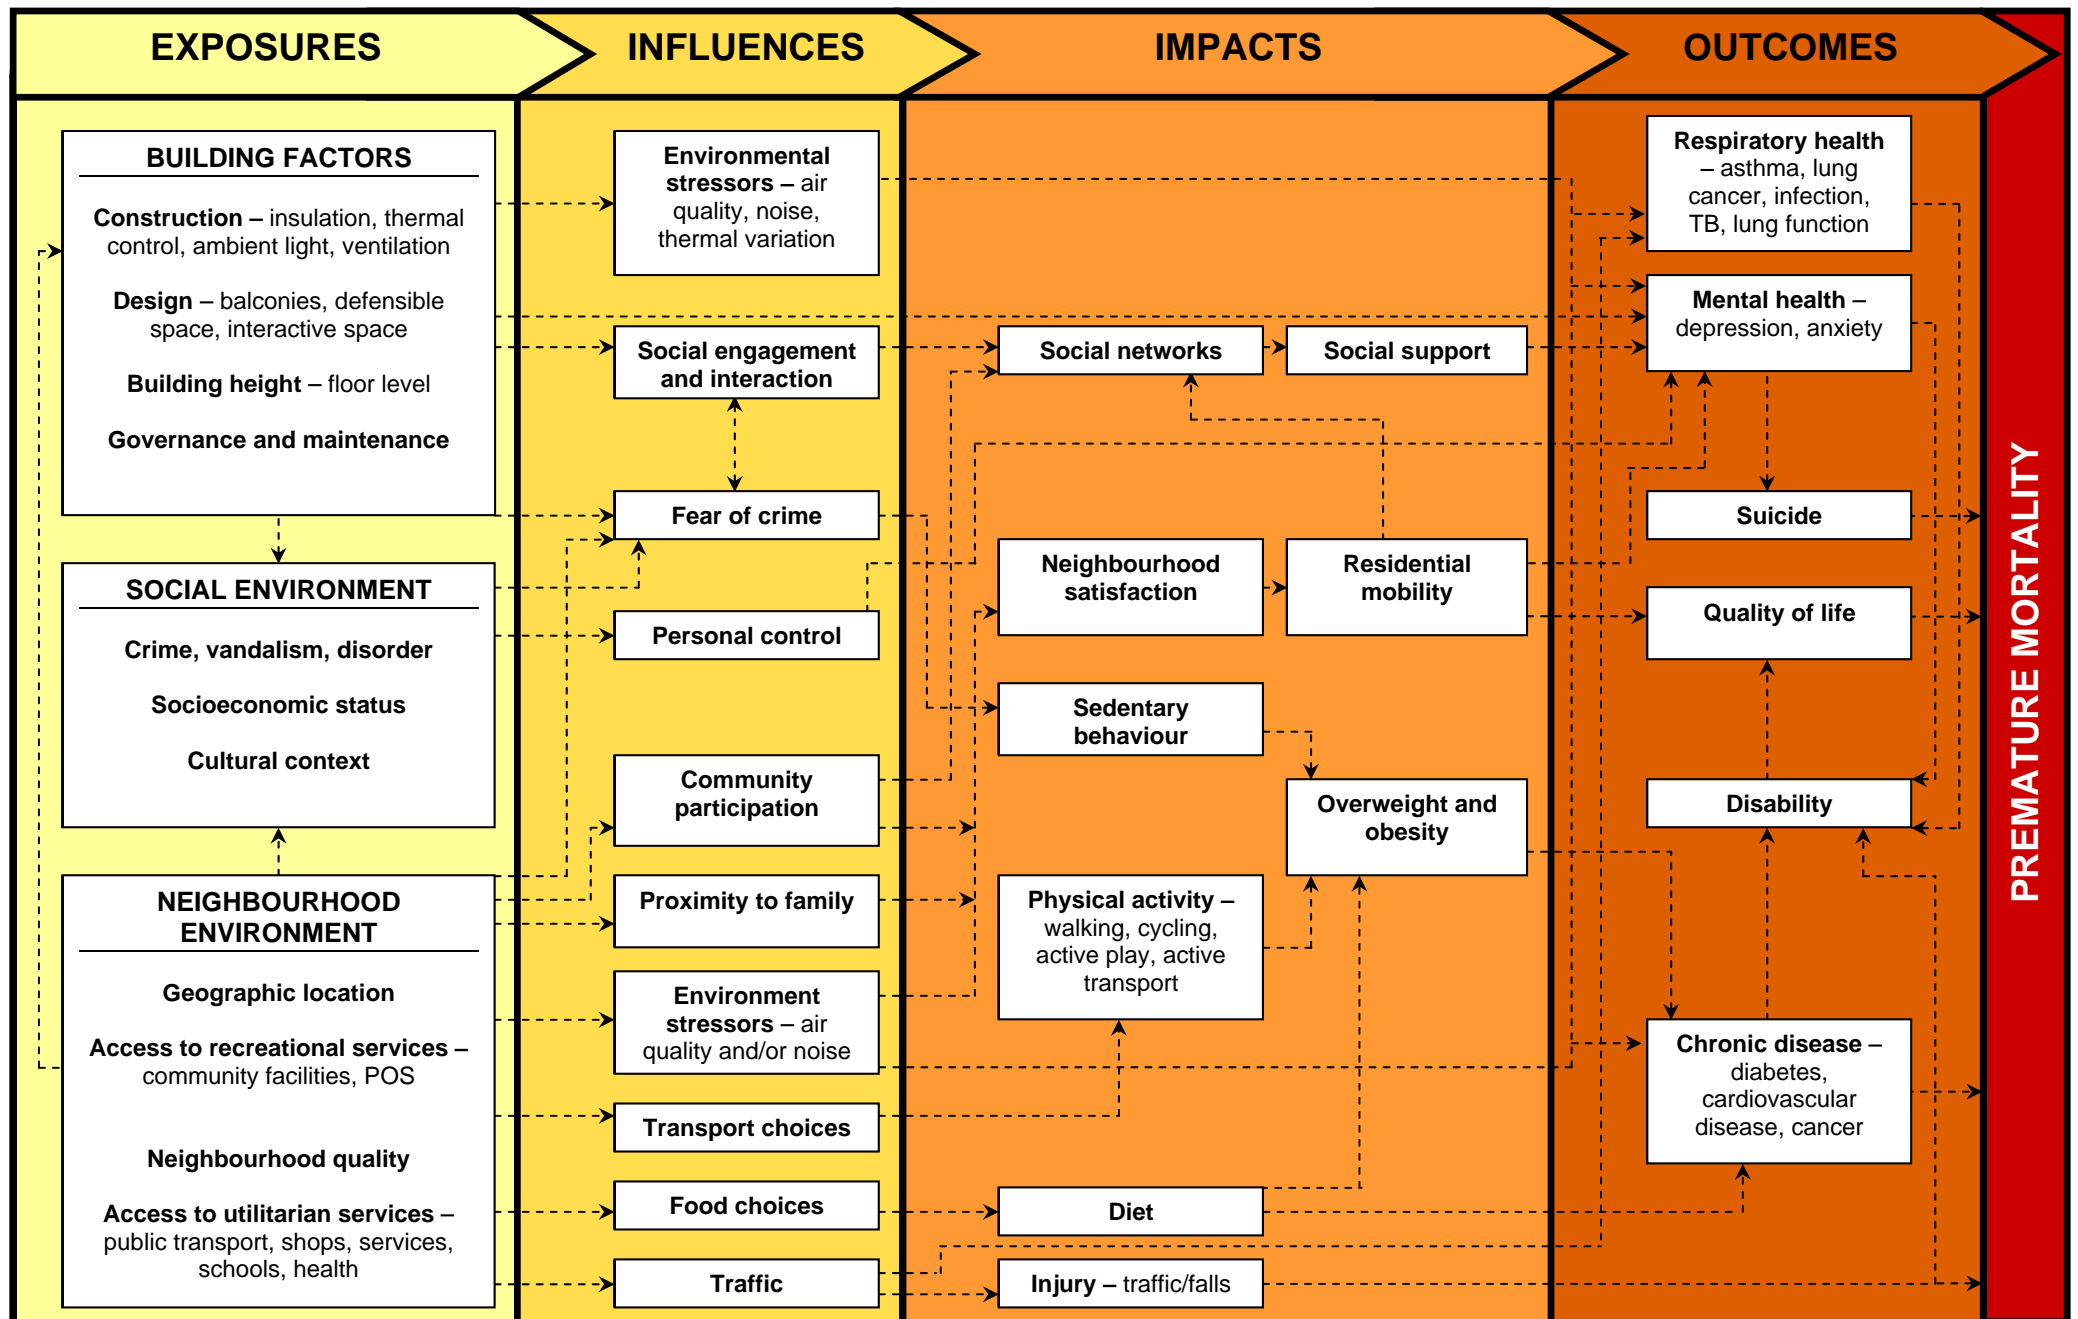 EXPOSURES
INFLUENCES
IMPACTS
OUTCOMES
BUILDING FACTORS
Construction – insulation, thermal
control, ambient light, ventilation
Design – balconies, defensible
space, interactive space
Building height – floor level
Governance and maintenance
SOCIAL ENVIRONMENT
Crime, vandalism, disorder
Socioeconomic status
Cultural context
NEIGHBOURHOOD
ENVIRONMENT
Geographic location
Access to recreational services –
community facilities, POS
Neighbourhood quality
Access to utilitarian services –
public transport, shops, services,
schools, health
Environmental
stressors – air
quality, noise,
thermal variation
Social engagement
and interaction
Fear of crime
Personal control
Community
participation
Proximity to family
Environment
stressors – air
quality and/or noise
Transport choices
Food choices
Traffic
Social networks
Social support
Neighbourhood
satisfaction
Residential
mobility
Sedentary
behaviour
Overweight and
obesity
Physical activity –
walking, cycling,
active play, active
transport
Diet
Injury – traffic/falls
Respiratory health
– asthma, lung
cancer, infection,
TB, lung function
Mental health –
depression, anxiety
Suicide
Quality of life
Disability
Chronic disease –
diabetes,
cardiovascular
disease, cancer
PREMATURE MORTALITY